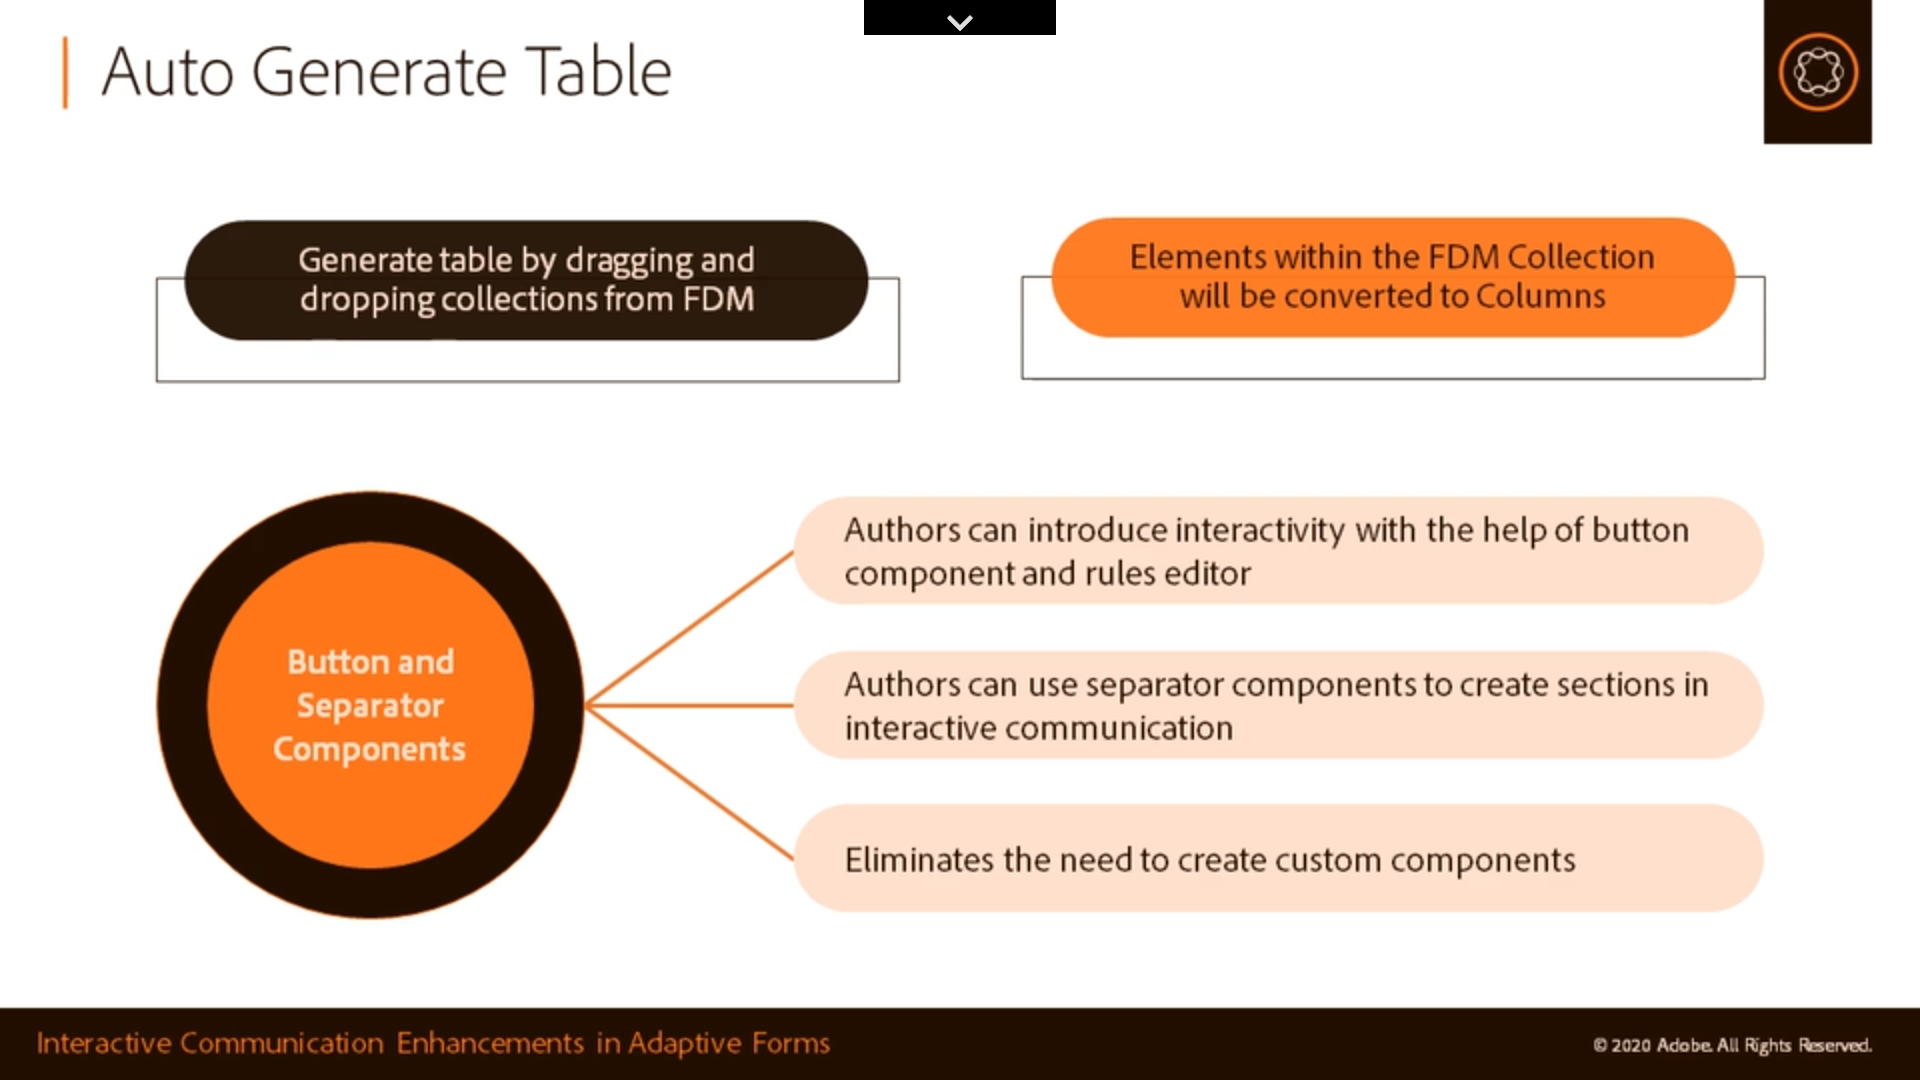 Auto Generate Table
Generate table by dragging and
dropping collections from FDM
Elements within the FDM Collection
will be converted to Columns
Button and
Separator
Components
Authors can introduce interactivity with the help of button
component and rules editor
Authors can use separator components to create sections in
interactive communication
Eliminates the need to create custom components
Interactive Communication Enhancements in Adaptive Forms
© 2020 Adobe. All Rights Reserved.